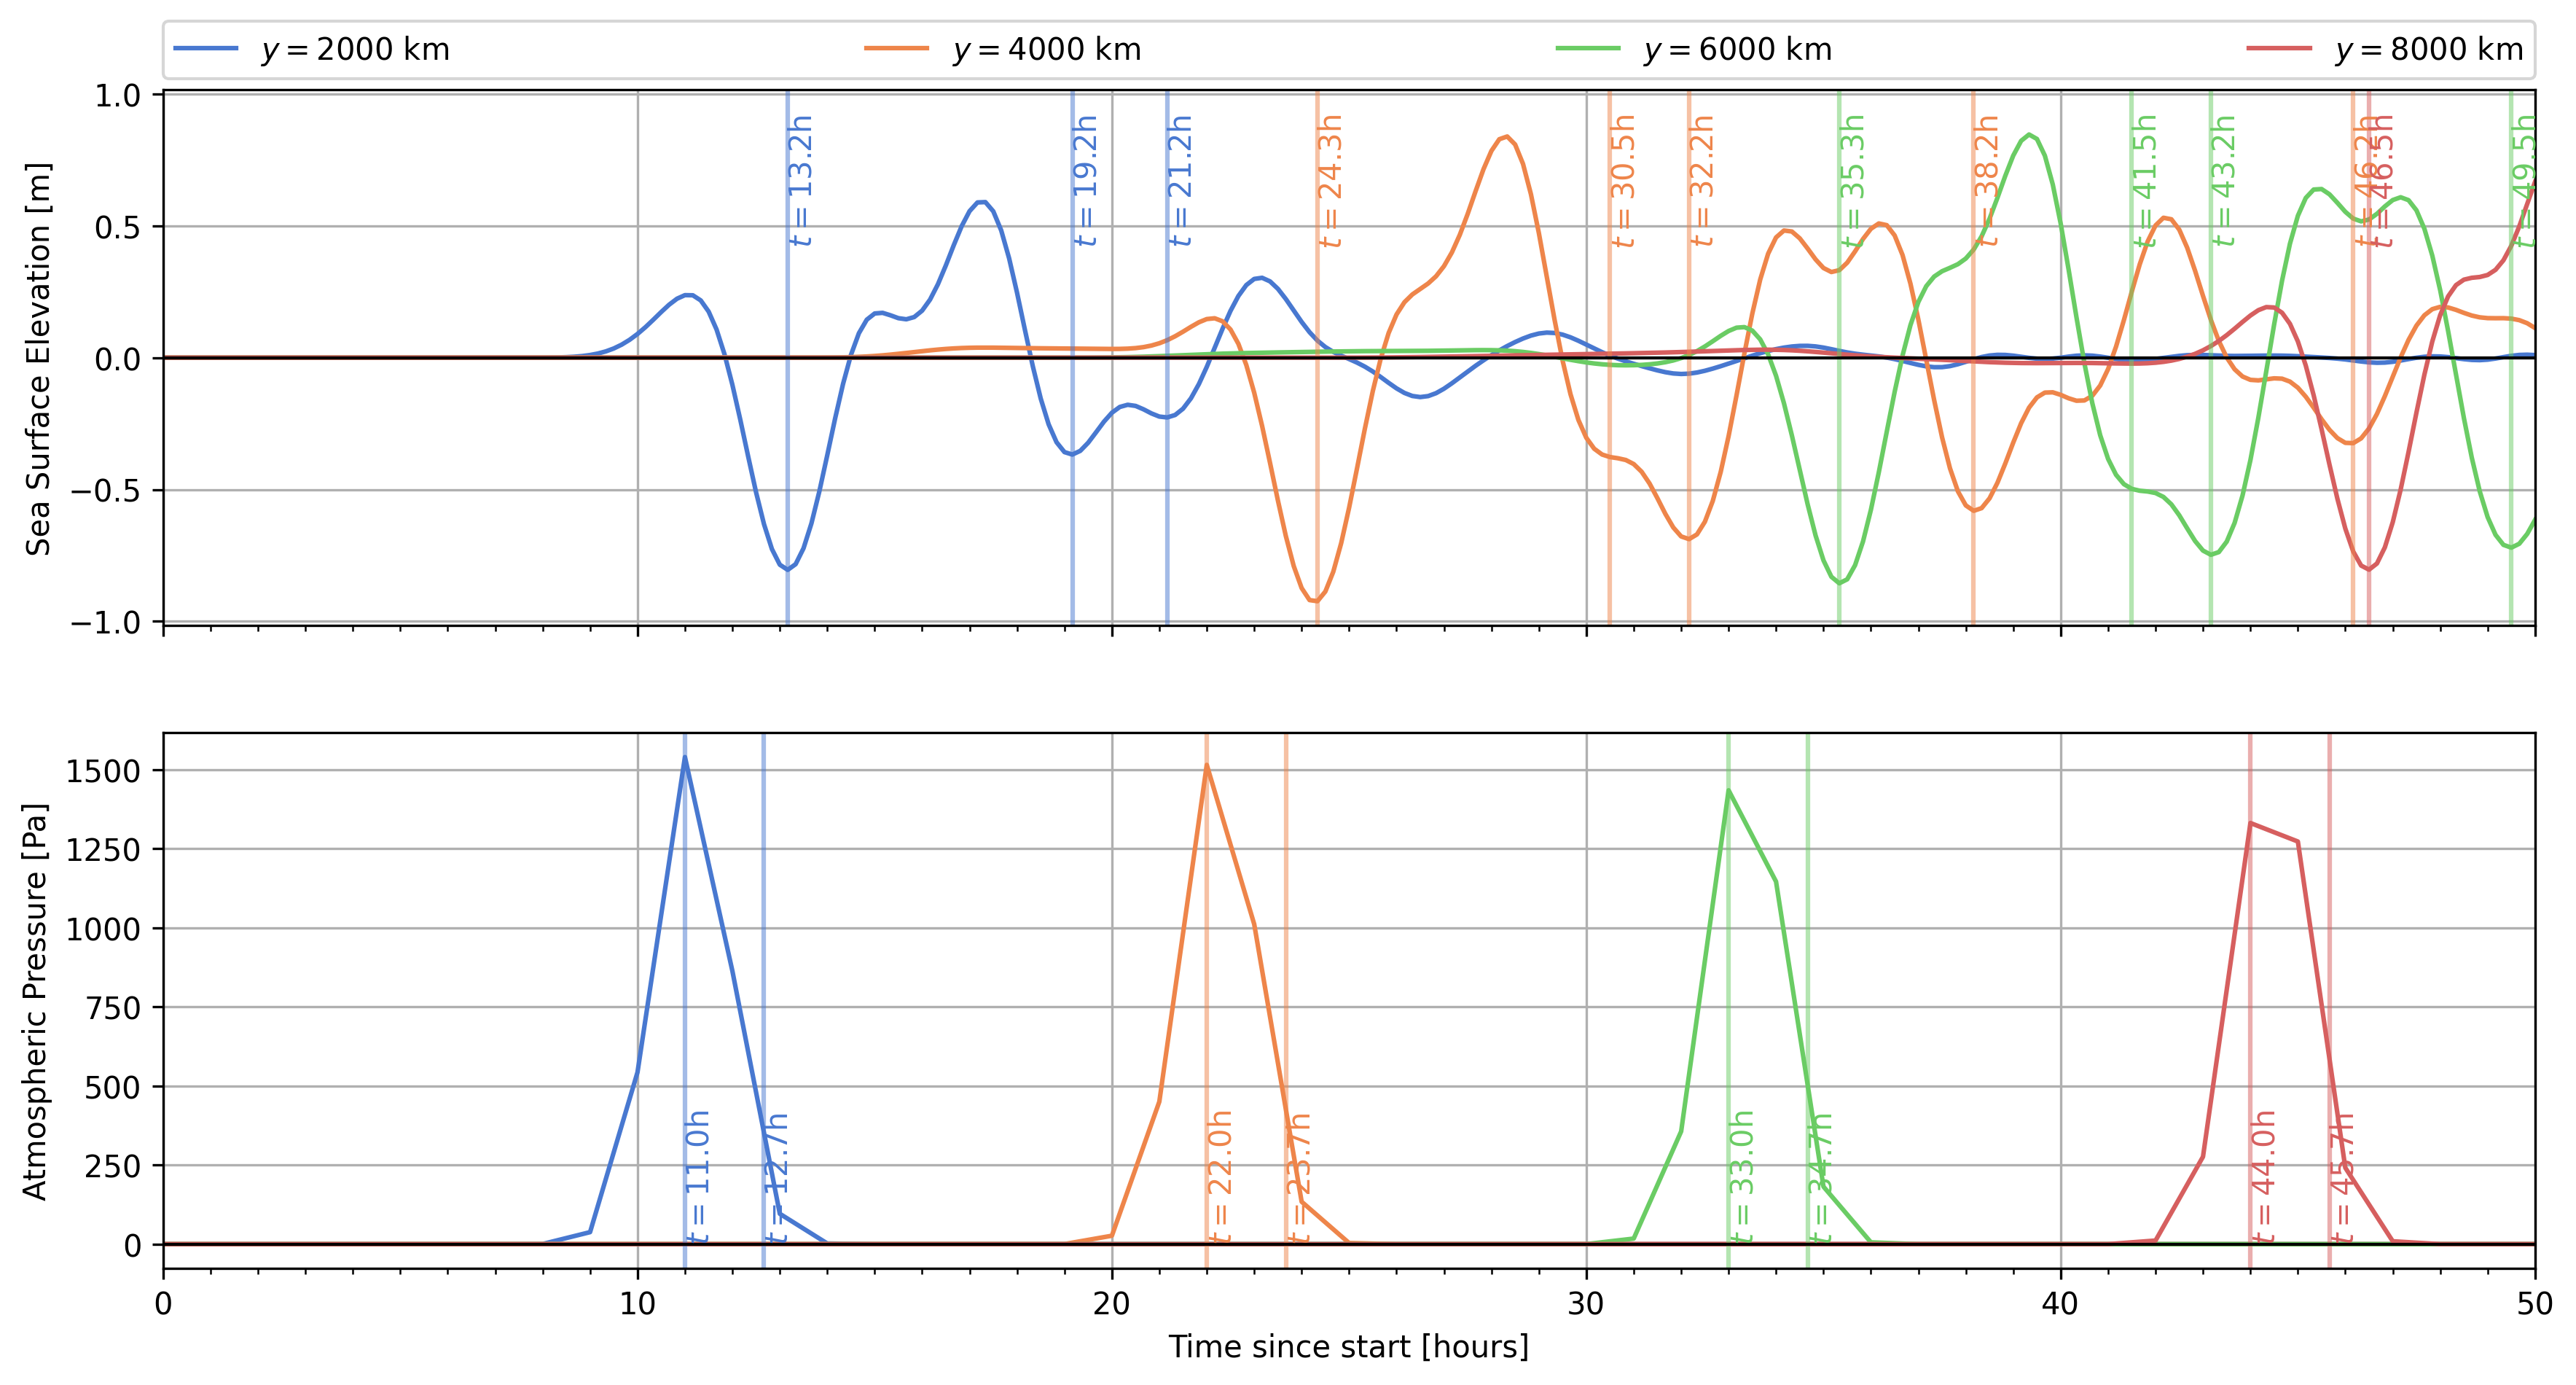 y = 2000 km
y = 4000 km
y = 6000 km
y = 8000 km
Sea Surface Elevation [m]
1.0
0.5
0.0
−0.5
−1.0
t = 13.2h
t = 19.2h
t = 21.2h
t = 24.3h
t = 30.5h
t = 32.2h
t = 35.3h
t = 38.2h
t = 41.5h
t = 43.2h
t = 46.2h
t = 46.5h
t = 49.5h
Atmospheric Pressure [Pa]
1500
1250
1000
750
500
250
0
t = 11.0h
t = 12.7h
t = 22.0h
t = 23.7h
t = 33.0h
t = 34.7h
t = 44.0h
t = 45.7h
0
10
20
30
40
50
Time since start [hours]